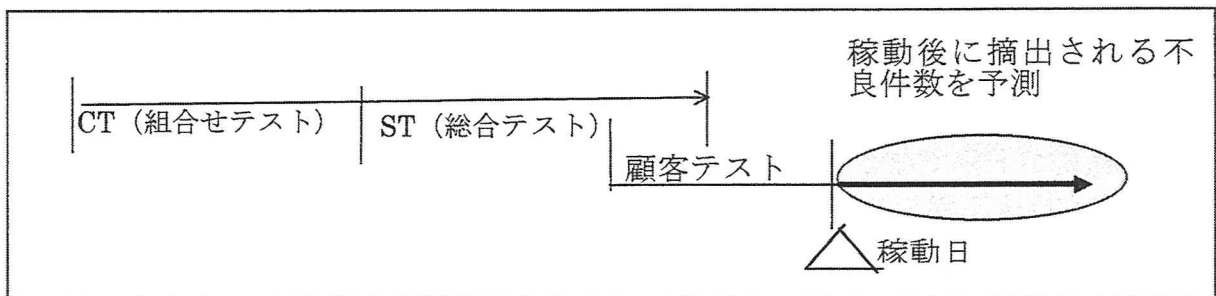 稼動後に摘出される不
良件数を予測
CT（組合せテスト）
ST（総合テスト）
顧客テスト
稼動日